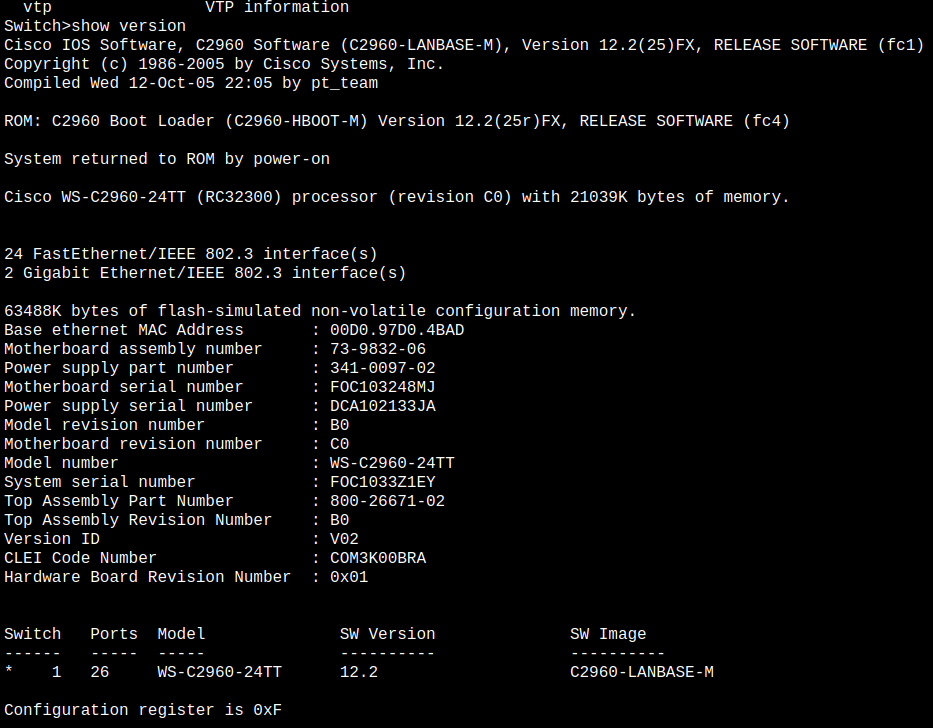 vtp                VTP information
Switch>show version
Cisco IOS Software, C2960 Software (C2960-LANBASE-M), Version 12.2(25)FX, RELEASE SOFTWARE (fc1)
Copyright (c) 1986-2005 by Cisco Systems, Inc.
Compiled Wed 12-Oct-05 22:05 by pt_team

ROM: C2960 Boot Loader (C2960-HBOOT-M) Version 12.2(25r)FX, RELEASE SOFTWARE (fc4)

System returned to ROM by power-on

Cisco WS-C2960-24TT (RC32300) processor (revision C0) with 21039K bytes of memory.


24 FastEthernet/IEEE 802.3 interface(s)
2 Gigabit Ethernet/IEEE 802.3 interface(s)

63488K bytes of flash-simulated non-volatile configuration memory.
Base ethernet MAC Address       : 00D0.97D0.4BAD
Motherboard assembly number     : 73-9832-06
Power supply part number        : 341-0097-02
Motherboard serial number       : FOC103248MJ
Power supply serial number      : DCA102133JA
Model revision number           : B0
Motherboard revision number     : C0
Model number                    : WS-C2960-24TT
System serial number            : FOC1033Z1EY
Top Assembly Part Number        : 800-26671-02
Top Assembly Revision Number    : B0
Version ID                      : V02
CLEI Code Number                : COM3K00BRA
Hardware Board Revision Number  : 0x01


Switch   Ports  Model              SW Version              SW Image
------   -----  -----              ----------              ----------
*    1   26     WS-C2960-24TT      12.2                    C2960-LANBASE-M

Configuration register is 0xF